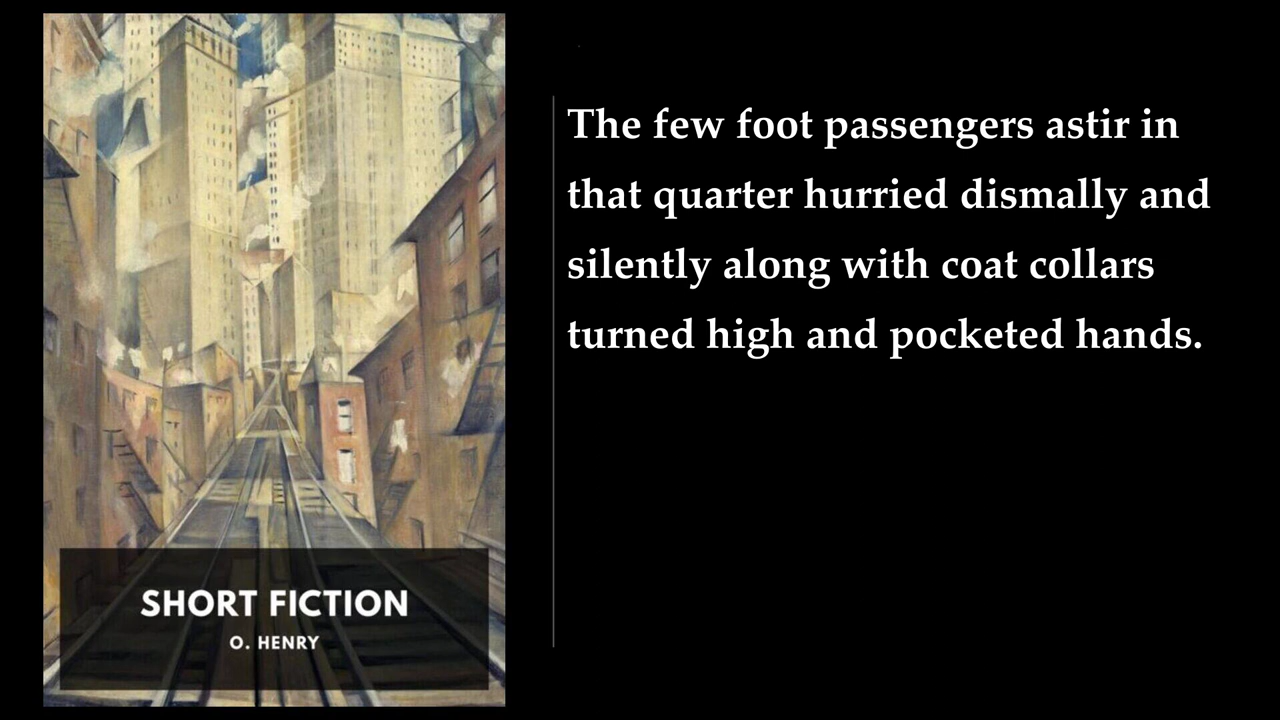 SHORT FICTION
O. HENRY
The few foot passengers astir in
that quarter hurried dismally and
silently along with coat collars
turned high and pocketed hands.